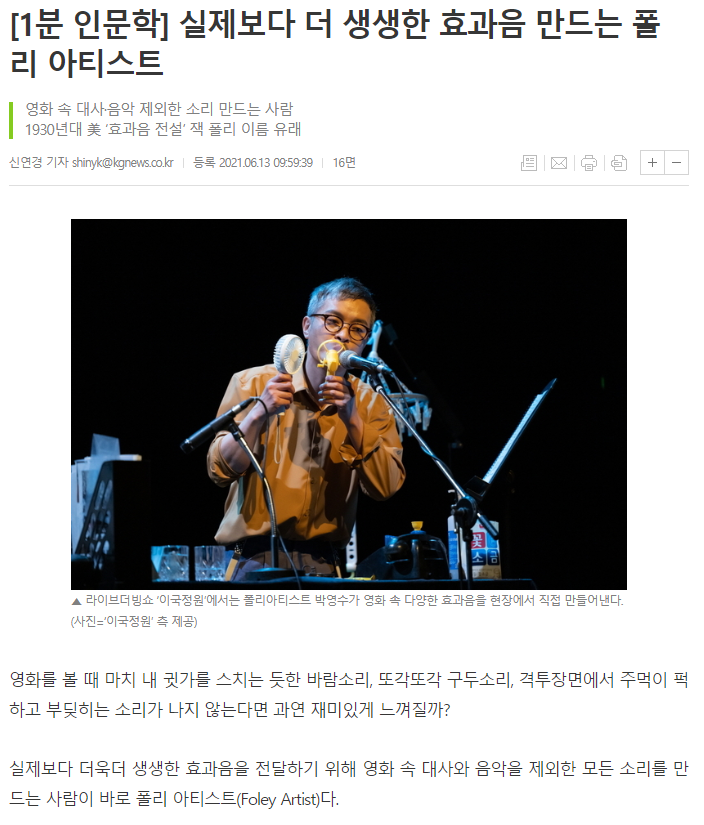 [1분 인문학] 실제보다 더 생생한 효과음 만드는 폴
리 아티스트
영화 속 대사·음악 제외한 소리 만드는 사람
1930년대 美 ‘효과음 전설’ 잭 폴리 이름 유래
신연경 기자 shinyk@kgnews.co.kr 등록 2021.06.13 09:59:39 16면
꽃
소금
▲ 라이브더빙쇼 ‘이국정원’에서는 폴리아티스트 박영수가 영화 속 다양한 효과음을 현장에서 직접 만들어낸다.
(사진=‘이국정원’ 측 제공)
영화를 볼 때 마치 내 귓가를 스치는 듯한 바람소리, 또각또각 구두소리, 격투장면에서 주먹이 퍽
하고 부딪히는 소리가 나지 않는다면 과연 재미있게 느껴질까?
실제보다 더욱더 생생한 효과음을 전달하기 위해 영화 속 대사와 음악을 제외한 모든 소리를 만
드는 사람이 바로 폴리 아티스트(Foley Artist)다.